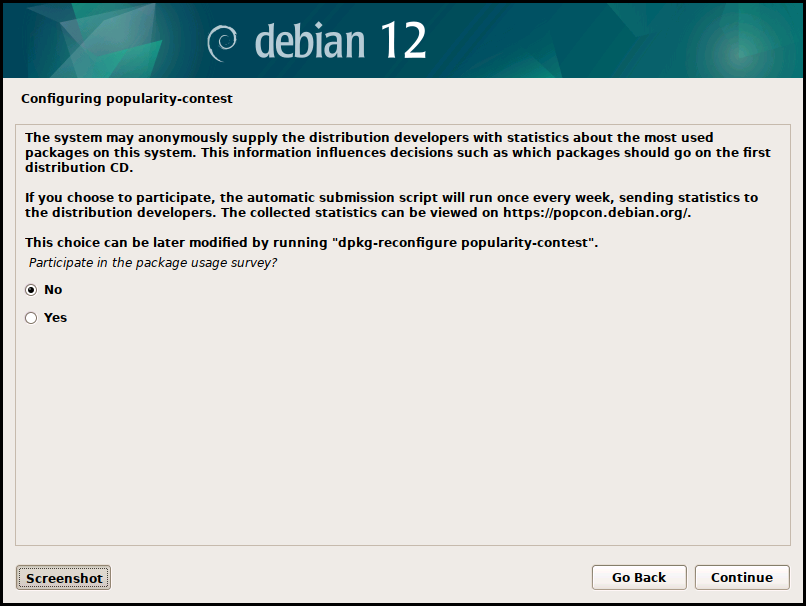 debian 12
Configuring popularity-contest
The system may anonymously supply the distribution developers with statistics about the most used
packages on this system. This information influences decisions such as which packages should go on the first
distribution CD.
If you choose to participate, the automatic submission script will run once every week, sending statistics to
the distribution developers. The collected statistics can be viewed on https://popcon.debian.org/.
This choice can be later modified by running "dpkg-reconfigure popularity-contest".
Participate in the package usage survey?
No
Yes
Screenshot
Go Back
Continue